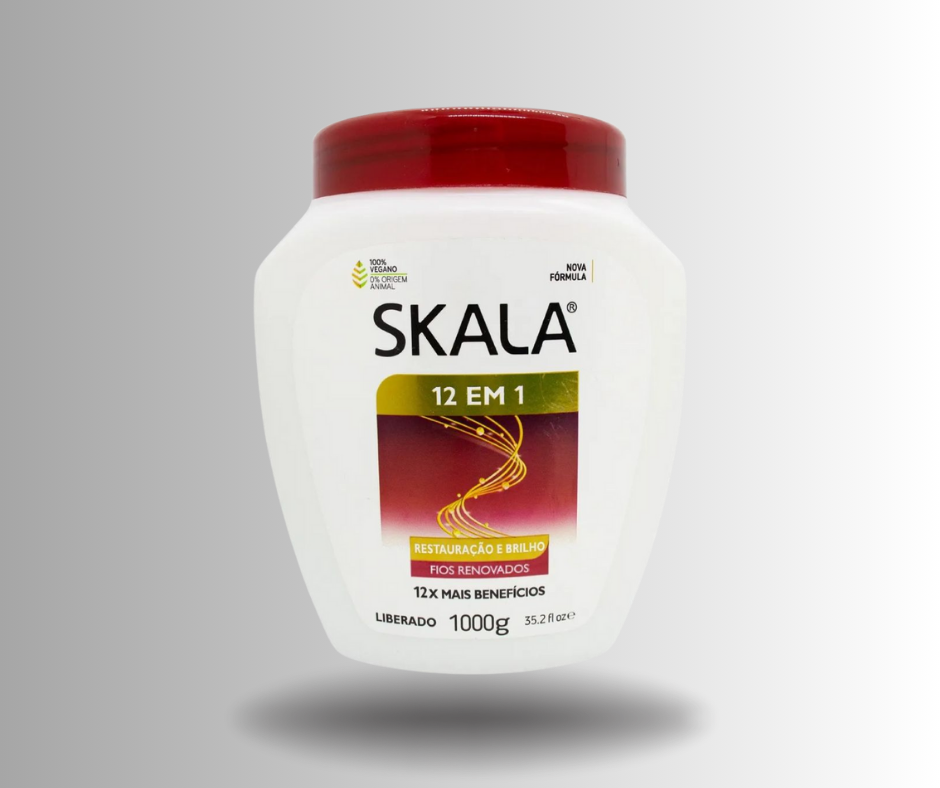 100%
VEGANO
0% ORIGEM
ANIMAL
NOVA
FÓRMULA
SKALA®
12 EM 1
RESTAURAÇÃO E BRILHO
FIOS RENOVADOS
12X MAIS BENEFÍCIOS
LIBERADO 1000g 35.2 fl oz ℮